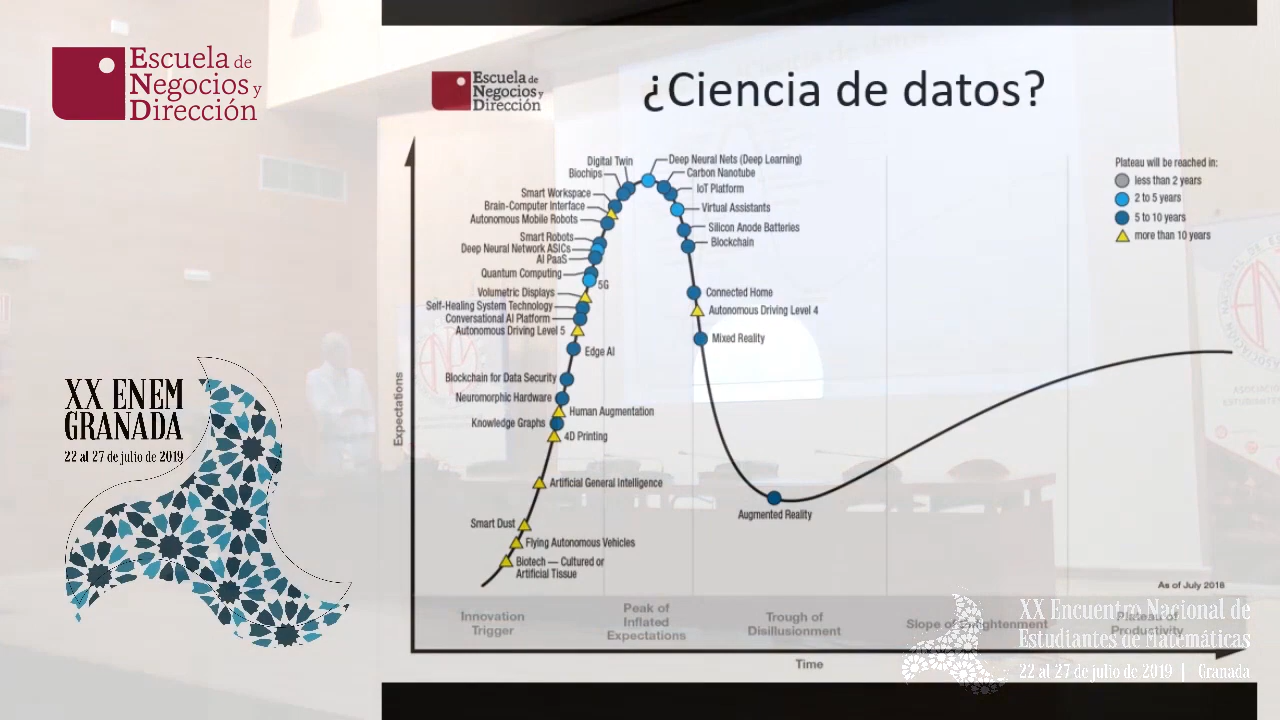 Escuela de
Negocios y
Dirección
XX ENEM
GRANADA
22 al 27 de julio de 2019
Escuela de
Negocios y
Dirección
¿Ciencia de datos?
Digital Twin
Biochips
Smart Workspace
Brain-Computer Interface
Autonomous Mobile Robots
Smart Robots
Deep Neural Network ASICs
AI PaaS
Quantum Computing
5G
Volumetric Displays
Self-Healing System Technology
Conversational AI Platform
Autonomous Driving Level 5
Edge AI
Blockchain for Data Security
Neuromorphic Hardware
Human Augmentation
Knowledge Graphs
4D Printing
Artificial General Intelligence
Smart Dust
Flying Autonomous Vehicles
Biotech — Cultured or
Artificial Tissue
Deep Neural Nets (Deep Learning)
Carbon Nanotube
IoT Platform
Virtual Assistants
Silicon Anode Batteries
Blockchain
Connected Home
Autonomous Driving Level 4
Mixed Reality
Augmented Reality
Plateau will be reached in:
less than 2 years
2 to 5 years
5 to 10 years
more than 10 years
Expectations
As of July 2018
Innovation
Trigger
Peak of
Inflated
Expectations
Trough of
Disillusionment
Slope of Enlightenment
Plateau of
Productivity
Time
XX Encuentro Nacional de
Estudiantes de Matemáticas
22 al 27 de julio de 2019 | Granada